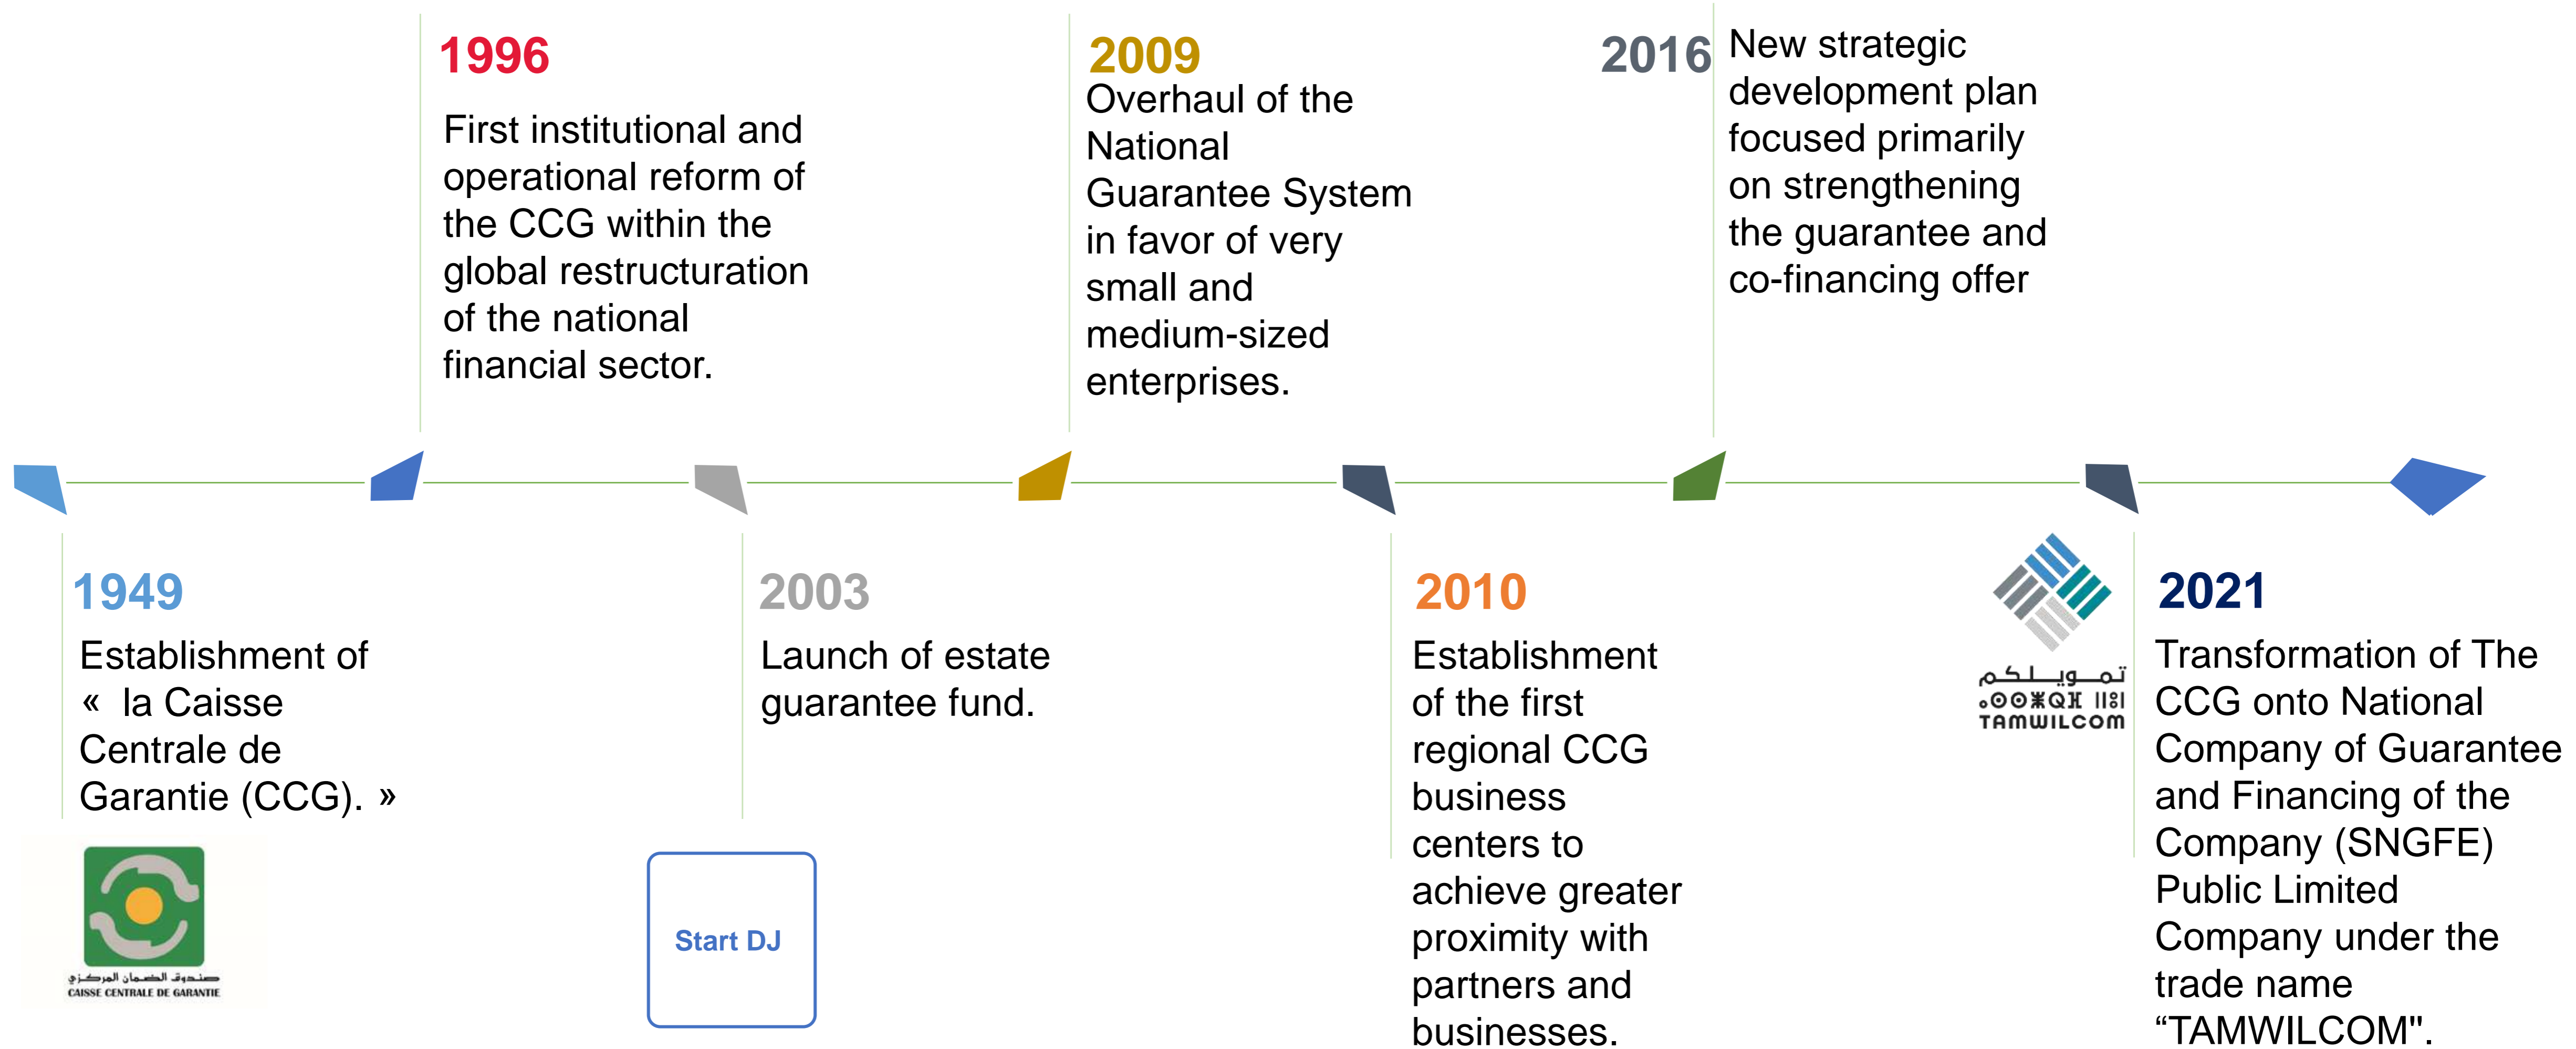 1996
First institutional and
operational reform of
the CCG within the
global restructuration
of the national
financial sector.
2009
Overhaul of the
National
Guarantee System
in favor of very
small and
medium-sized
enterprises.
2016
New strategic
development plan
focused primarily
on strengthening
the guarantee and
co-financing offer
1949
Establishment of
«  la Caisse
Centrale de
Garantie (CCG). »
صندوق الضمان المركزي
CAISSE CENTRALE DE GARANTIE
2003
Launch of estate
guarantee fund.
Start DJ
2010
Establishment
of the first
regional CCG
business
centers to
achieve greater
proximity with
partners and
businesses.
تمويلكم
ⴰⵙⵙⵥⵕⴼ ⵏⵏⵓⵏ
TAMWILCOM
2021
Transformation of The
CCG onto National
Company of Guarantee
and Financing of the
Company (SNGFE)
Public Limited
Company under the
trade name
“TAMWILCOM".